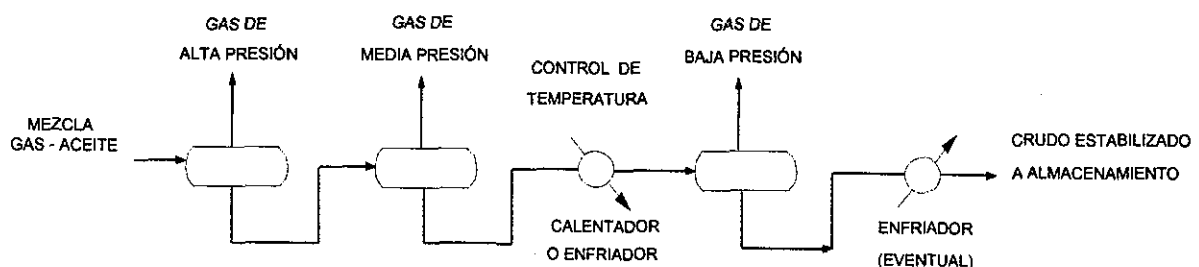 GAS DE
ALTA PRESIÓN
GAS DE
MEDIA PRESIÓN
GAS DE
BAJA PRESIÓN
CONTROL DE
TEMPERATURA
MEZCLA
GAS - ACEITE
CRUDO ESTABILIZADO
A ALMACENAMIENTO
CALENTADOR
O ENFRIADOR
ENFRIADOR
(EVENTUAL)